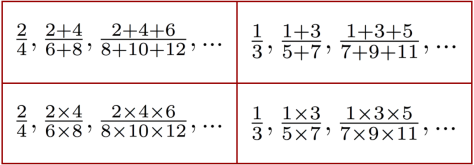 2/4, (2+4)/(6+8), (2+4+6)/(8+10+12), ...
1/3, (1+3)/(5+7), (1+3+5)/(7+9+11), ...
2/4, (2×4)/(6×8), (2×4×6)/(8×10×12), ...
1/3, (1×3)/(5×7), (1×3×5)/(7×9×11), ...